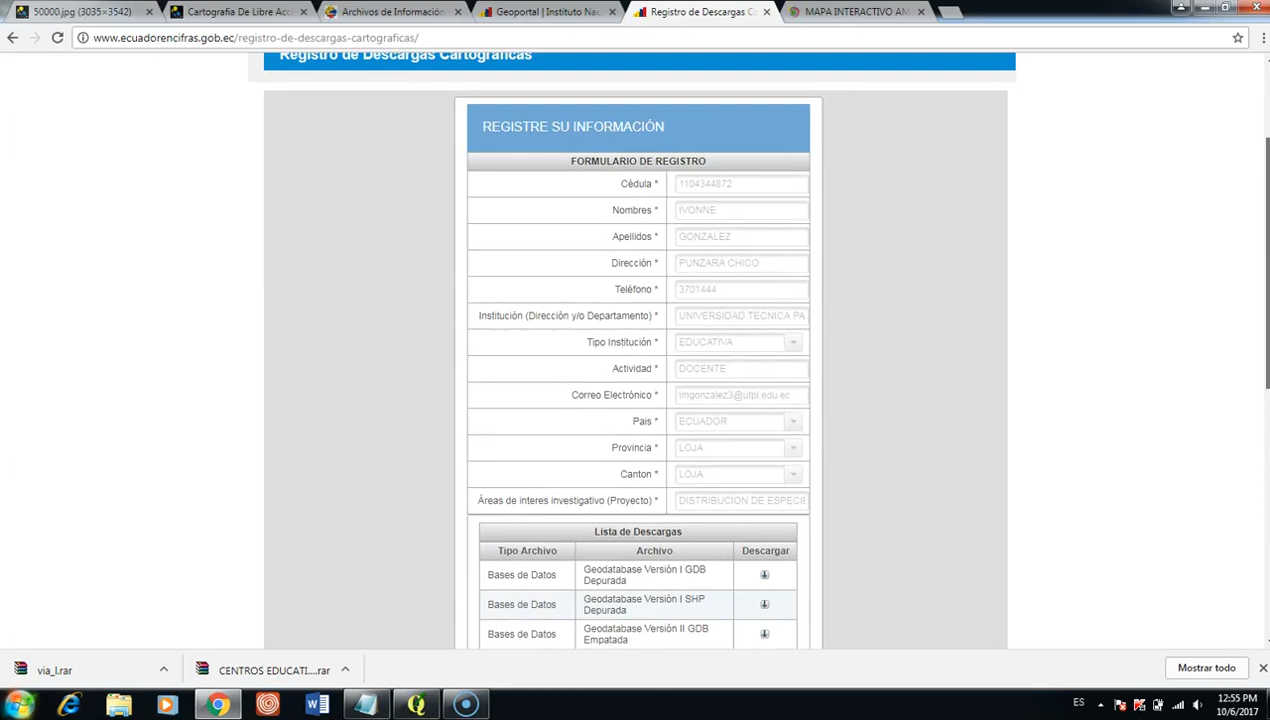 50000.jpg (3035×3542)
Cartografia De Libre Acc
Archivos de Información
Geoportal | Instituto Nac
Registro de Descargas C
MAPA INTERACTIVO AM
www.ecuadorencifras.gob.ec/registro-de-descargas-cartograficas/
Registro de Descargas Cartográficas
REGISTRE SU INFORMACIÓN
FORMULARIO DE REGISTRO
Cédula * 1104344872
Nombres * IVONNE
Apellidos * GONZALEZ
Dirección * PUNZARA CHICO
Teléfono * 3701444
Institución (Dirección y/o Departamento) * UNIVERSIDAD TECNICA PA
Tipo Institución * EDUCATIVA
Actividad * DOCENTE
Correo Electrónico * imgonzalez3@utpl.edu.ec
Pais * ECUADOR
Provincia * LOJA
Canton * LOJA
Áreas de interes investigativo (Proyecto) * DISTRIBUCION DE ESPECIE
Lista de Descargas
Tipo Archivo Archivo Descargar
Bases de Datos Geodatabase Versión I GDB
Depurada
Bases de Datos Geodatabase Versión I SHP
Depurada
Bases de Datos Geodatabase Versión II GDB
Empatada
via_l.rar
CENTROS EDUCATI....rar
Mostrar todo
ES
12:55 PM
10/6/2017